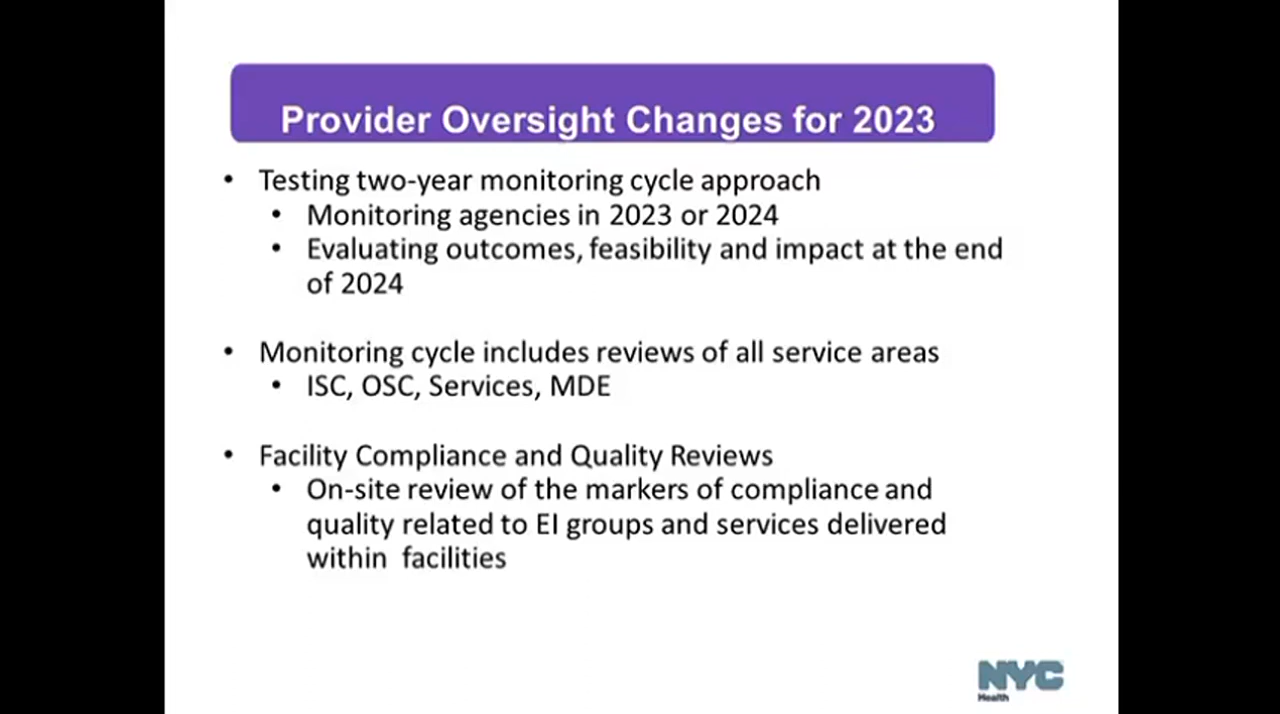 Provider Oversight Changes for 2023
• Testing two-year monitoring cycle approach
• Monitoring agencies in 2023 or 2024
• Evaluating outcomes, feasibility and impact at the end
of 2024
• Monitoring cycle includes reviews of all service areas
• ISC, OSC, Services, MDE
• Facility Compliance and Quality Reviews
• On-site review of the markers of compliance and
quality related to EI groups and services delivered
within facilities
NYC
Health